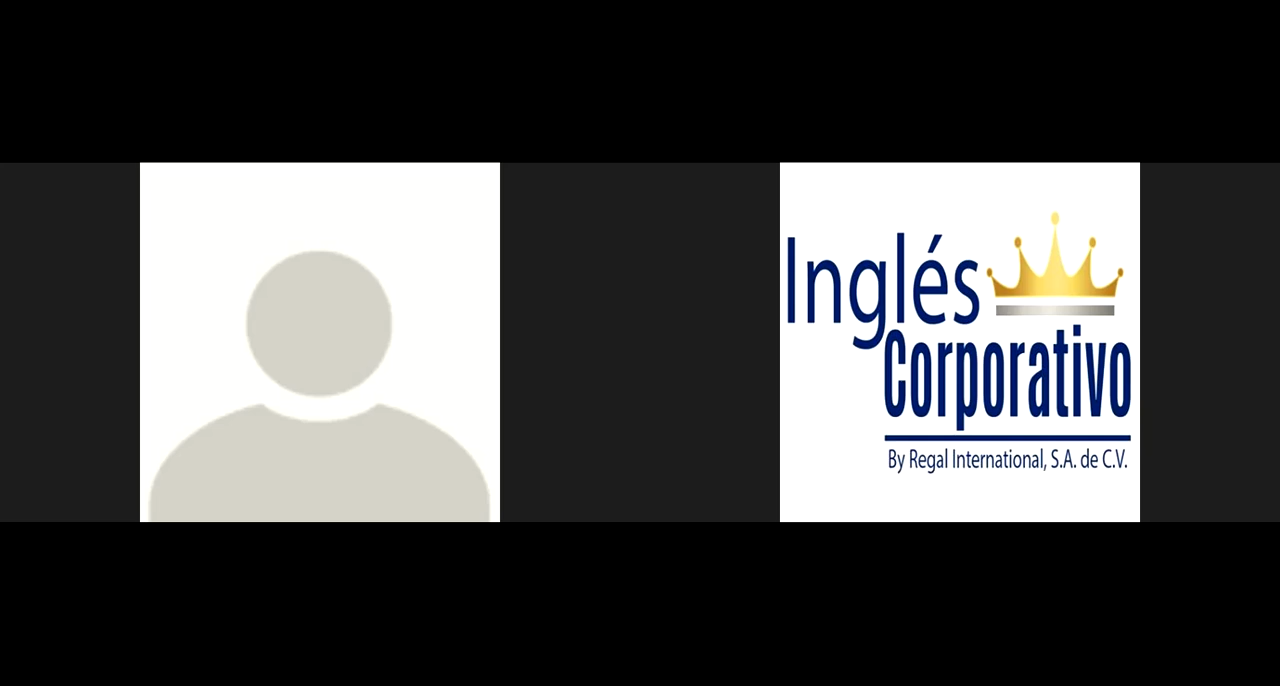 Inglés
Corporativo
By Regal International, S.A. de C.V.